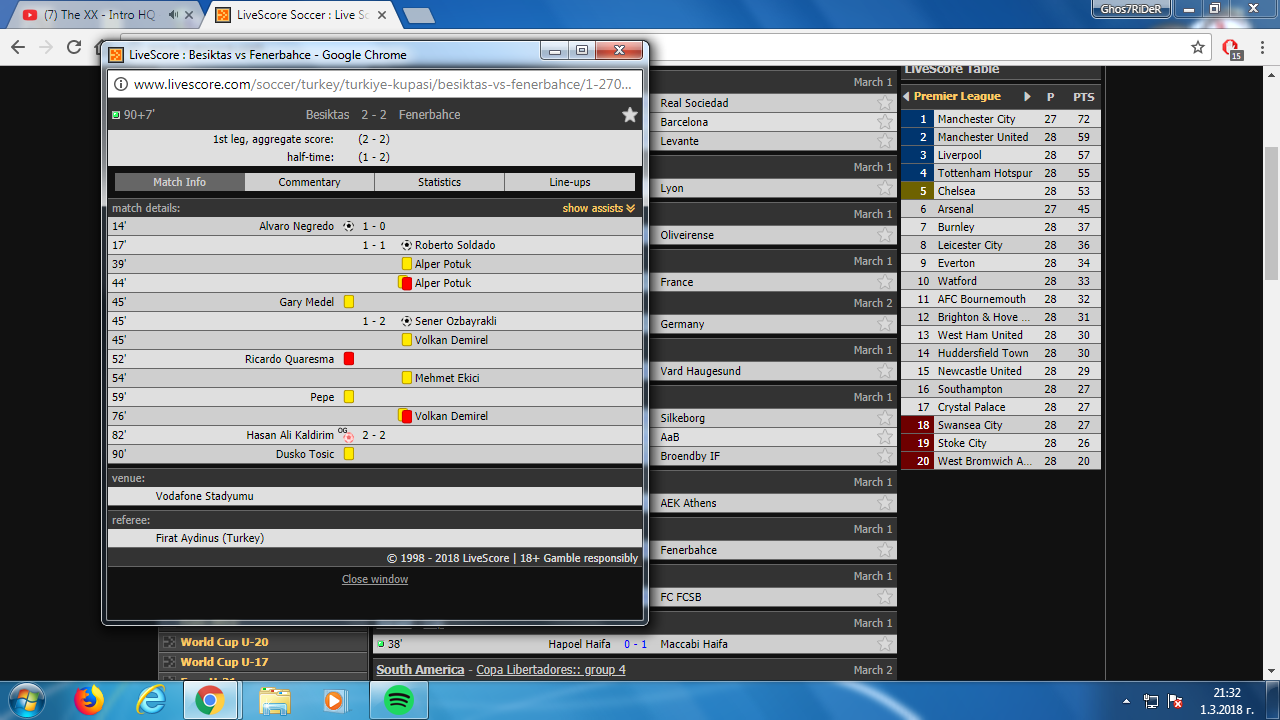 (7) The XX - Intro HQ
LiveScore Soccer : Live Sc
Ghos7RiDeR
15
LiveScore : Besiktas vs Fenerbahce - Google Chrome
www.livescore.com/soccer/turkey/turkiye-kupasi/besiktas-vs-fenerbahce/1-270...
90+7' Besiktas 2 - 2 Fenerbahce
1st leg, aggregate score: (2 - 2)
half-time: (1 - 2)
Match Info Commentary Statistics Line-ups
match details: show assists
14' Alvaro Negredo 1 - 0
17' 1 - 1 Roberto Soldado
39' Alper Potuk
44' Alper Potuk
45' Gary Medel
45' 1 - 2 Sener Ozbayrakli
45' Volkan Demirel
52' Ricardo Quaresma
54' Mehmet Ekici
59' Pepe
76' Volkan Demirel
82' Hasan Ali Kaldirim OG 2 - 2
90' Dusko Tosic
venue:
Vodafone Stadyumu
referee:
Firat Aydinus (Turkey)
© 1998 - 2018 LiveScore | 18+ Gamble responsibly
Close window
March 1
Real Sociedad
Barcelona
Levante
March 1
Lyon
March 1
Oliveirense
March 1
France
March 2
Germany
March 1
Vard Haugesund
March 1
Silkeborg
AaB
Broendby IF
March 1
AEK Athens
March 1
Fenerbahce
March 1
FC FCSB
March 1
38' Hapoel Haifa 0 - 1 Maccabi Haifa
South America - Copa Libertadores:: group 4 March 2
World Cup U-20
World Cup U-17
LiveScore Table
Premier League P PTS
1 Manchester City 27 72
2 Manchester United 28 59
3 Liverpool 28 57
4 Tottenham Hotspur 28 55
5 Chelsea 28 53
6 Arsenal 27 45
7 Burnley 28 37
8 Leicester City 28 36
9 Everton 28 34
10 Watford 28 33
11 AFC Bournemouth 28 32
12 Brighton & Hove ... 28 31
13 West Ham United 28 30
14 Huddersfield Town 28 30
15 Newcastle United 28 29
16 Southampton 28 27
17 Crystal Palace 28 27
18 Swansea City 28 27
19 Stoke City 28 26
20 West Bromwich A... 28 20
21:32
1.3.2018 г.